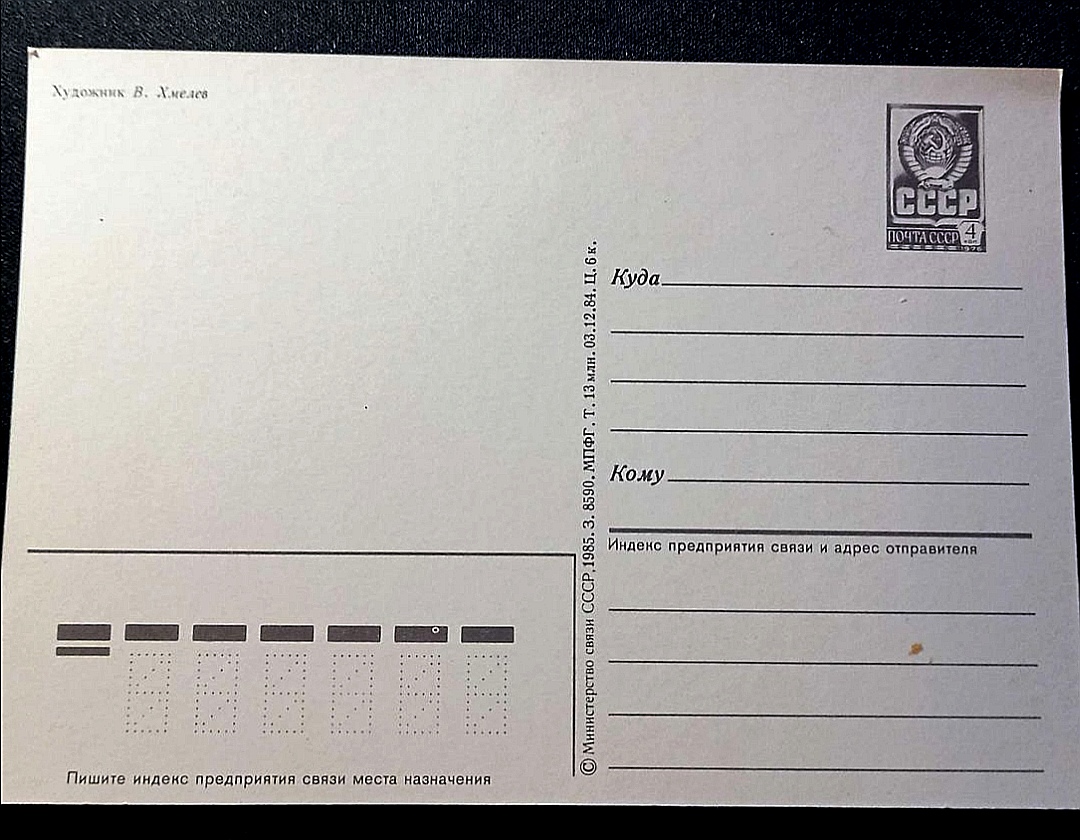 Художник В. Хмелев
СССР
ПОЧТА СССР 4
коп
1976
© Министерство связи СССР, 1985. З. 8590. МПФГ. Т. 13 млн. 03.12.84. Ц. 6 к.
Куда
Кому
Индекс предприятия связи и адрес отправителя
Пишите индекс предприятия связи места назначения